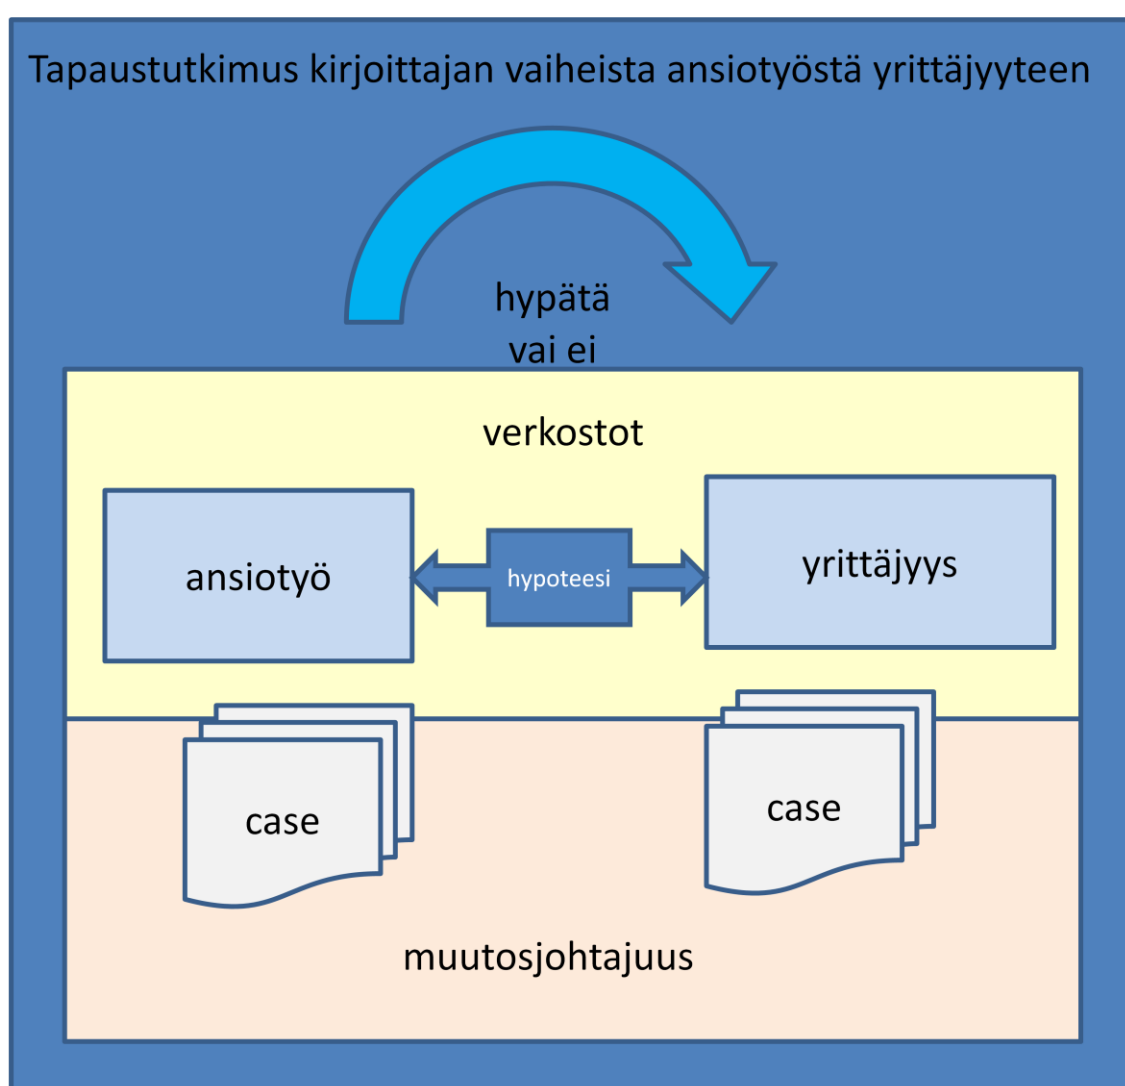 Tapaustutkimus kirjoittajan vaiheista ansiotyöstä yrittäjyyteen
hypätä
vai ei
verkostot
ansiotyö
hypoteesi
yrittäjyys
case
case
muutosjohtajuus